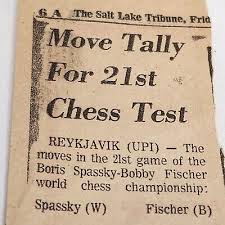 6 A The Salt Lake Tribune, Frid
Move Tally
For 21st
Chess Test
REYKJAVIK (UPI) — The
moves in the 21st game of the
Boris Spassky-Bobby Fischer
world chess championship:
Spassky (W) Fischer (B)